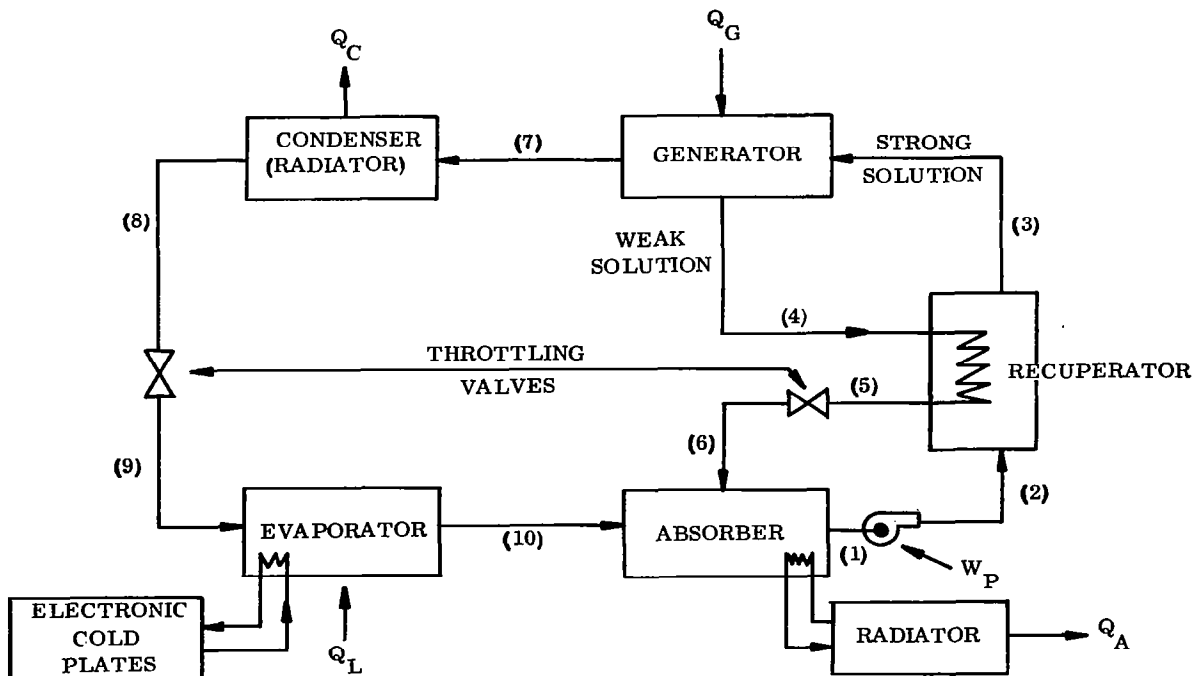 Q_C
Q_G
CONDENSER
(RADIATOR)
(7)
GENERATOR
STRONG
SOLUTION
(8)
WEAK
SOLUTION
(3)
(4)
THROTTLING
VALVES
RECUPERATOR
(5)
(6)
(9)
(2)
EVAPORATOR
(10)
ABSORBER
(1)
W_P
ELECTRONIC
COLD
PLATES
Q_L
RADIATOR
Q_A